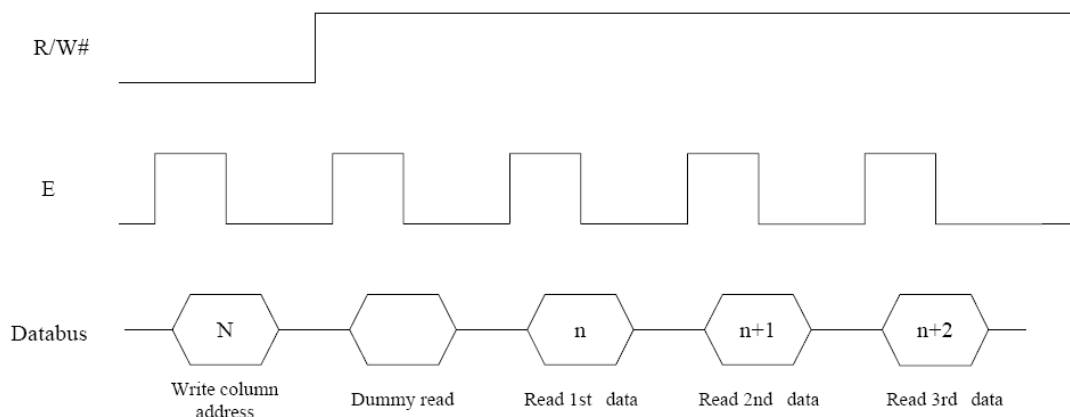 R/W#
E
Databus
N
n
n+1
n+2
Write column
address
Dummy read
Read 1st data
Read 2nd data
Read 3rd data